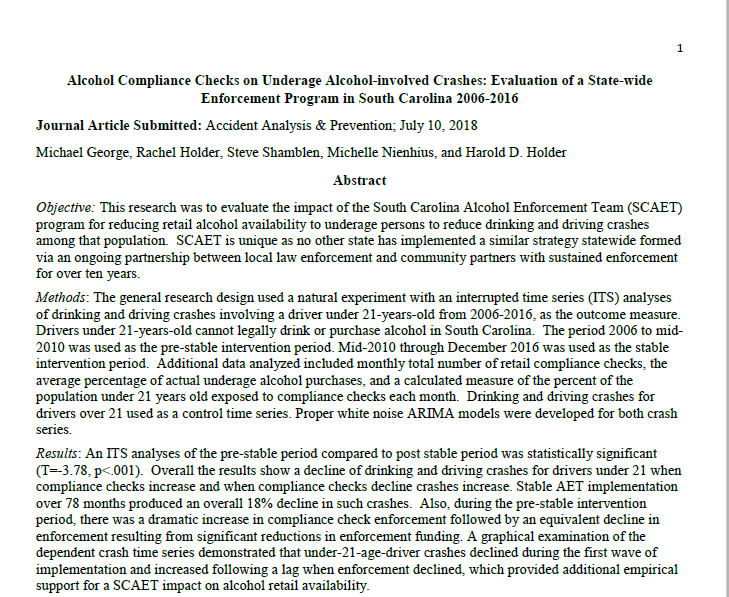 1
Alcohol Compliance Checks on Underage Alcohol-involved Crashes: Evaluation of a State-wide
Enforcement Program in South Carolina 2006-2016
Journal Article Submitted: Accident Analysis & Prevention; July 10, 2018
Michael George, Rachel Holder, Steve Shamblen, Michelle Nienhius, and Harold D. Holder
Abstract
Objective: This research was to evaluate the impact of the South Carolina Alcohol Enforcement Team (SCAET)
program for reducing retail alcohol availability to underage persons to reduce drinking and driving crashes
among that population.  SCAET is unique as no other state has implemented a similar strategy statewide formed
via an ongoing partnership between local law enforcement and community partners with sustained enforcement
for over ten years.
Methods: The general research design used a natural experiment with an interrupted time series (ITS) analyses
of drinking and driving crashes involving a driver under 21-years-old from 2006-2016, as the outcome measure.
Drivers under 21-years-old cannot legally drink or purchase alcohol in South Carolina.  The period 2006 to mid-
2010 was used as the pre-stable intervention period. Mid-2010 through December 2016 was used as the stable
intervention period.  Additional data analyzed included monthly total number of retail compliance checks, the
average percentage of actual underage alcohol purchases, and a calculated measure of the percent of the
population under 21 years old exposed to compliance checks each month.  Drinking and driving crashes for
drivers over 21 used as a control time series. Proper white noise ARIMA models were developed for both crash
series.
Results: An ITS analyses of the pre-stable period compared to post stable period was statistically significant
(T=-3.78, p<.001).  Overall the results show a decline of drinking and driving crashes for drivers under 21 when
compliance checks increase and when compliance checks decline crashes increase. Stable AET implementation
over 78 months produced an overall 18% decline in such crashes.  Also, during the pre-stable intervention
period, there was a dramatic increase in compliance check enforcement followed by an equivalent decline in
enforcement resulting from significant reductions in enforcement funding. A graphical examination of the
dependent crash time series demonstrated that under-21-age-driver crashes declined during the first wave of
implementation and increased following a lag when enforcement declined, which provided additional empirical
support for a SCAET impact on alcohol retail availability.